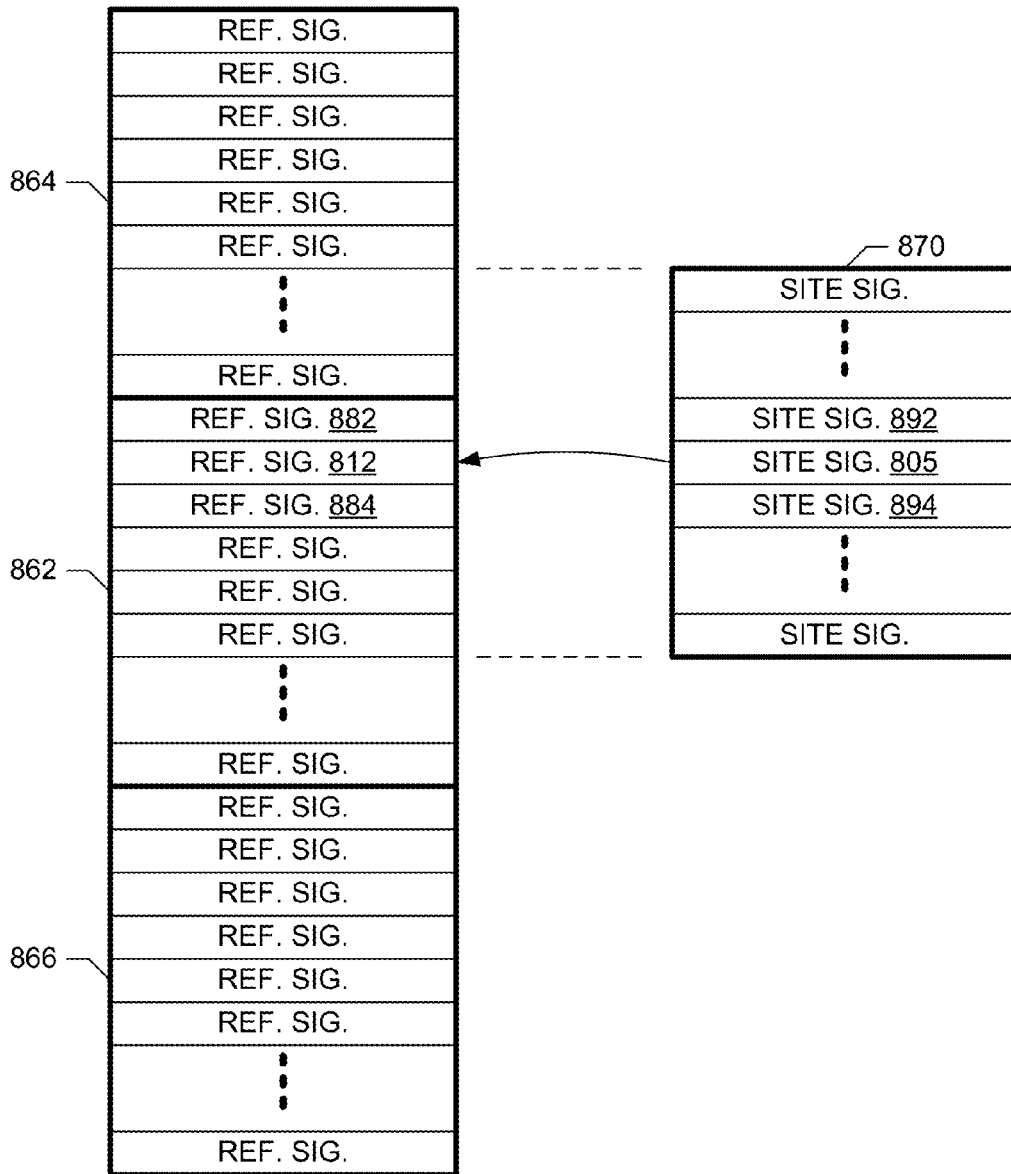 REF. SIG.
REF. SIG.
REF. SIG.
REF. SIG.
864
REF. SIG.
REF. SIG.
REF. SIG.
REF. SIG. 882
REF. SIG. 812
REF. SIG. 884
REF. SIG.
862
REF. SIG.
REF. SIG.
REF. SIG.
REF. SIG.
REF. SIG.
REF. SIG.
REF. SIG.
866
REF. SIG.
REF. SIG.
REF. SIG.
870
SITE SIG.
SITE SIG. 892
SITE SIG. 805
SITE SIG. 894
SITE SIG.